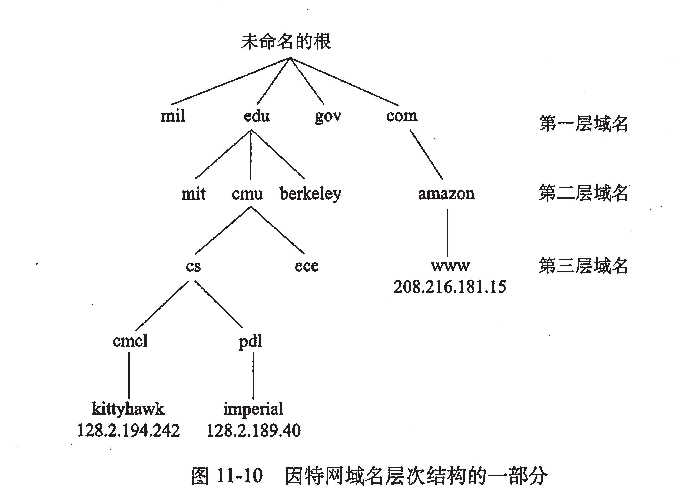 未命名的根
mil edu gov com 第一层域名
mit cmu berkeley amazon 第二层域名
cs ece www 第三层域名
208.216.181.15
cmcl pdl
kittyhawk imperial
128.2.194.242 128.2.189.40
图 11-10 因特网域名层次结构的一部分